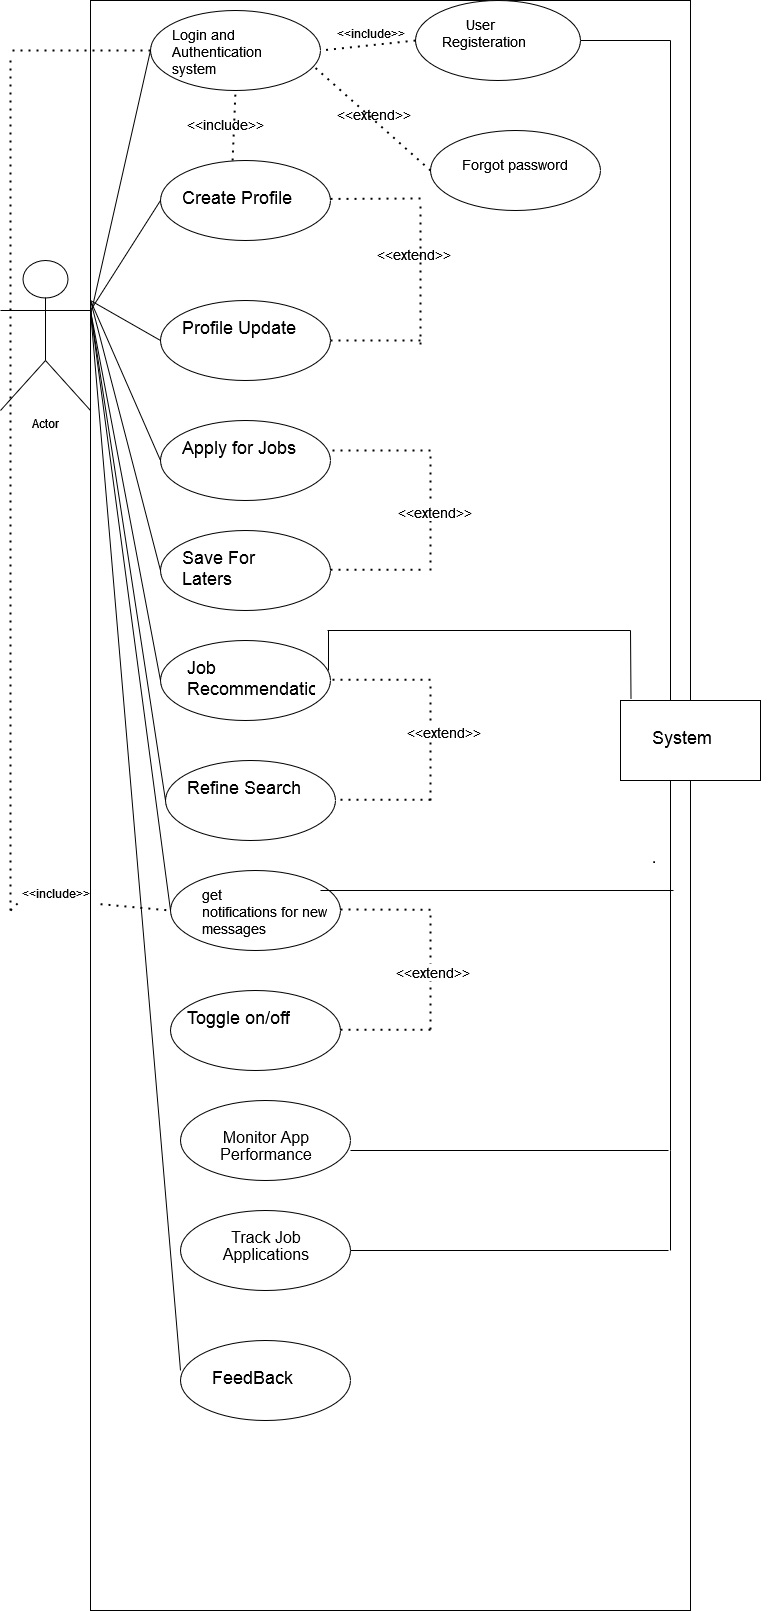 Login and
Authentication
system
<<include>>
User
Registeration
<<include>>
<<extend>>
Forgot password
Create Profile
<<extend>>
Profile Update
Actor
Apply for Jobs
<<extend>>
Save For
Laters
Job
Recommendatic
<<extend>>
System
Refine Search
<<include>>
get
notifications for new
messages
.
<<extend>>
Toggle on/off
Monitor App
Performance
Track Job
Applications
FeedBack